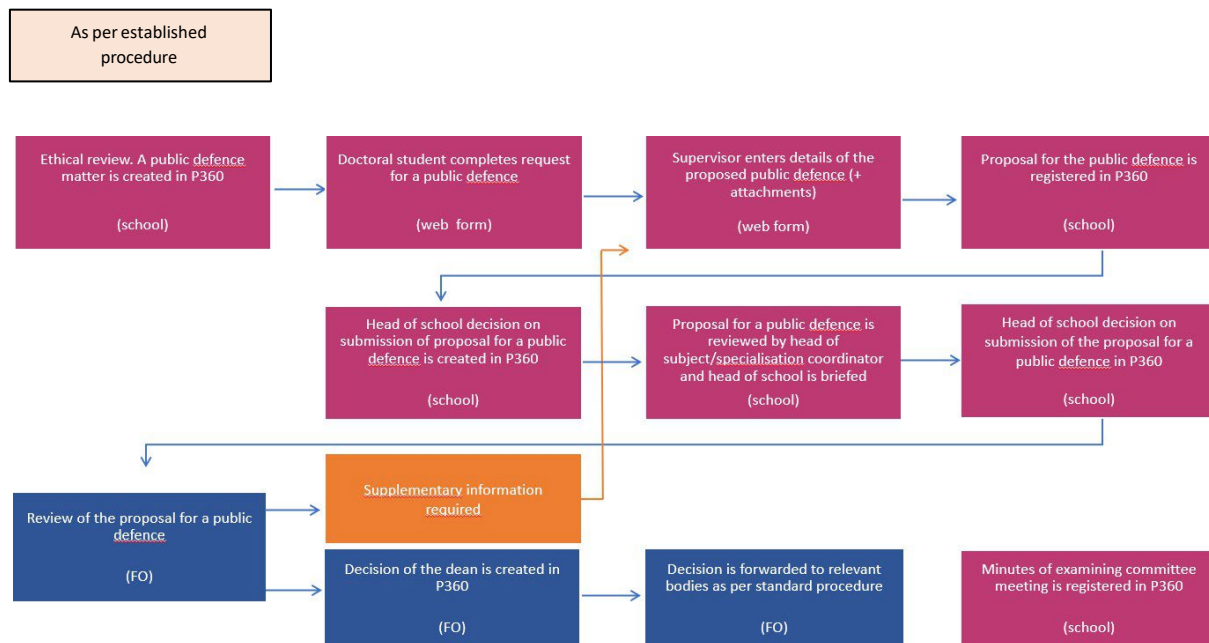 As per established
procedure
Ethical review. A public defence
matter is created in P360
(school)
Doctoral student completes request
for a public defence
(web form)
Supervisor enters details of the
proposed public defence (+
attachments)
(web form)
Proposal for the public defence is
registered in P360
(school)
Head of school decision on
submission of proposal for a public
defence is created in P360
(school)
Proposal for a public defence is
reviewed by head of
subject/specialisation coordinator
and head of school is briefed
(school)
Head of school decision on
submission of the proposal for a
public defence in P360
(school)
Review of the proposal for a public
defence
(FO)
Supplementary information
required
Decision of the dean is created in
P360
(FO)
Decision is forwarded to relevant
bodies as per standard procedure
(FO)
Minutes of examining committee
meeting is registered in P360
(school)